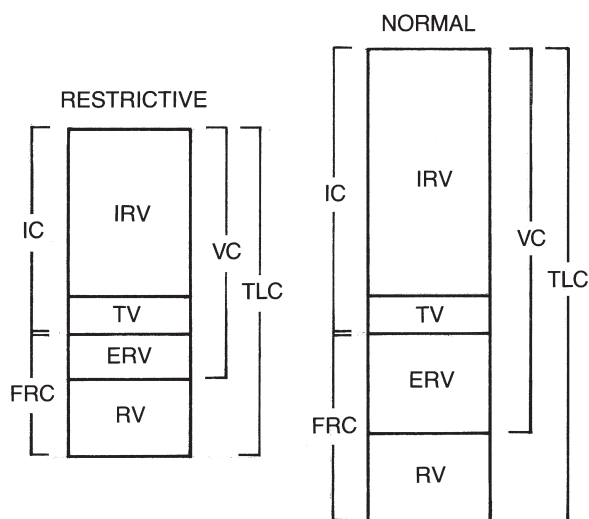 NORMAL
RESTRICTIVE
IRV
IC
VC
TLC
TV
ERV
FRC
RV
IRV
IC
VC
TLC
TV
ERV
FRC
RV